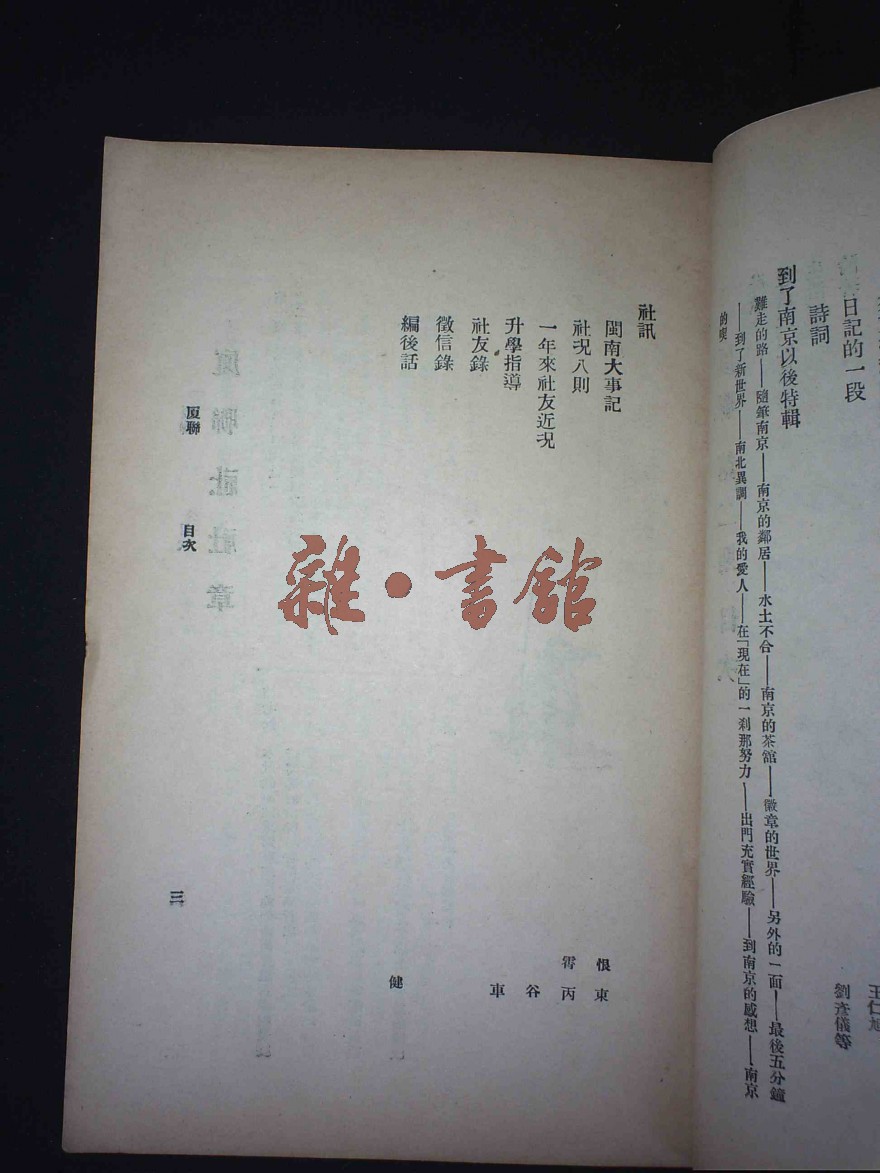 日記的一段
王仁旭
詩詞
劉彥儀等
到了南京以後特輯
難走的路——隨筆南京——南京的鄰居——水土不合——南京的茶館——徽章的世界——另外的一面——最後五分鐘
——到了新世界——南北異調——我的愛人——在「現在」的一剎那努力——出門充實經驗——到南京的感想——南京
的喫
社訊
閩南大事記
恨東
社況八則
霄丙
一年來社友近況
谷
升學指導
車
社友錄
徵信錄
編後話
健
厦聯 目次
三
雜·書館